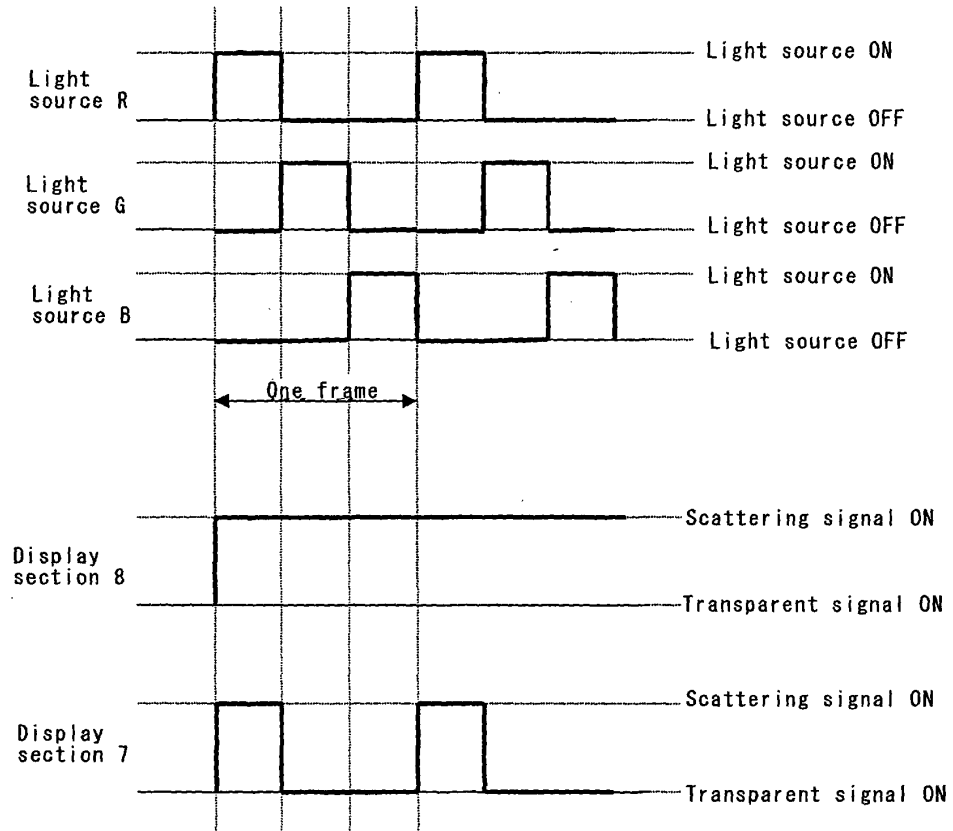 Light source ON
Light
source R
Light source OFF
Light source ON
Light
source G
Light source OFF
Light source ON
Light
source B
Light source OFF
One frame
Scattering signal ON
Display
section 8
Transparent signal ON
Scattering signal ON
Display
section 7
Transparent signal ON